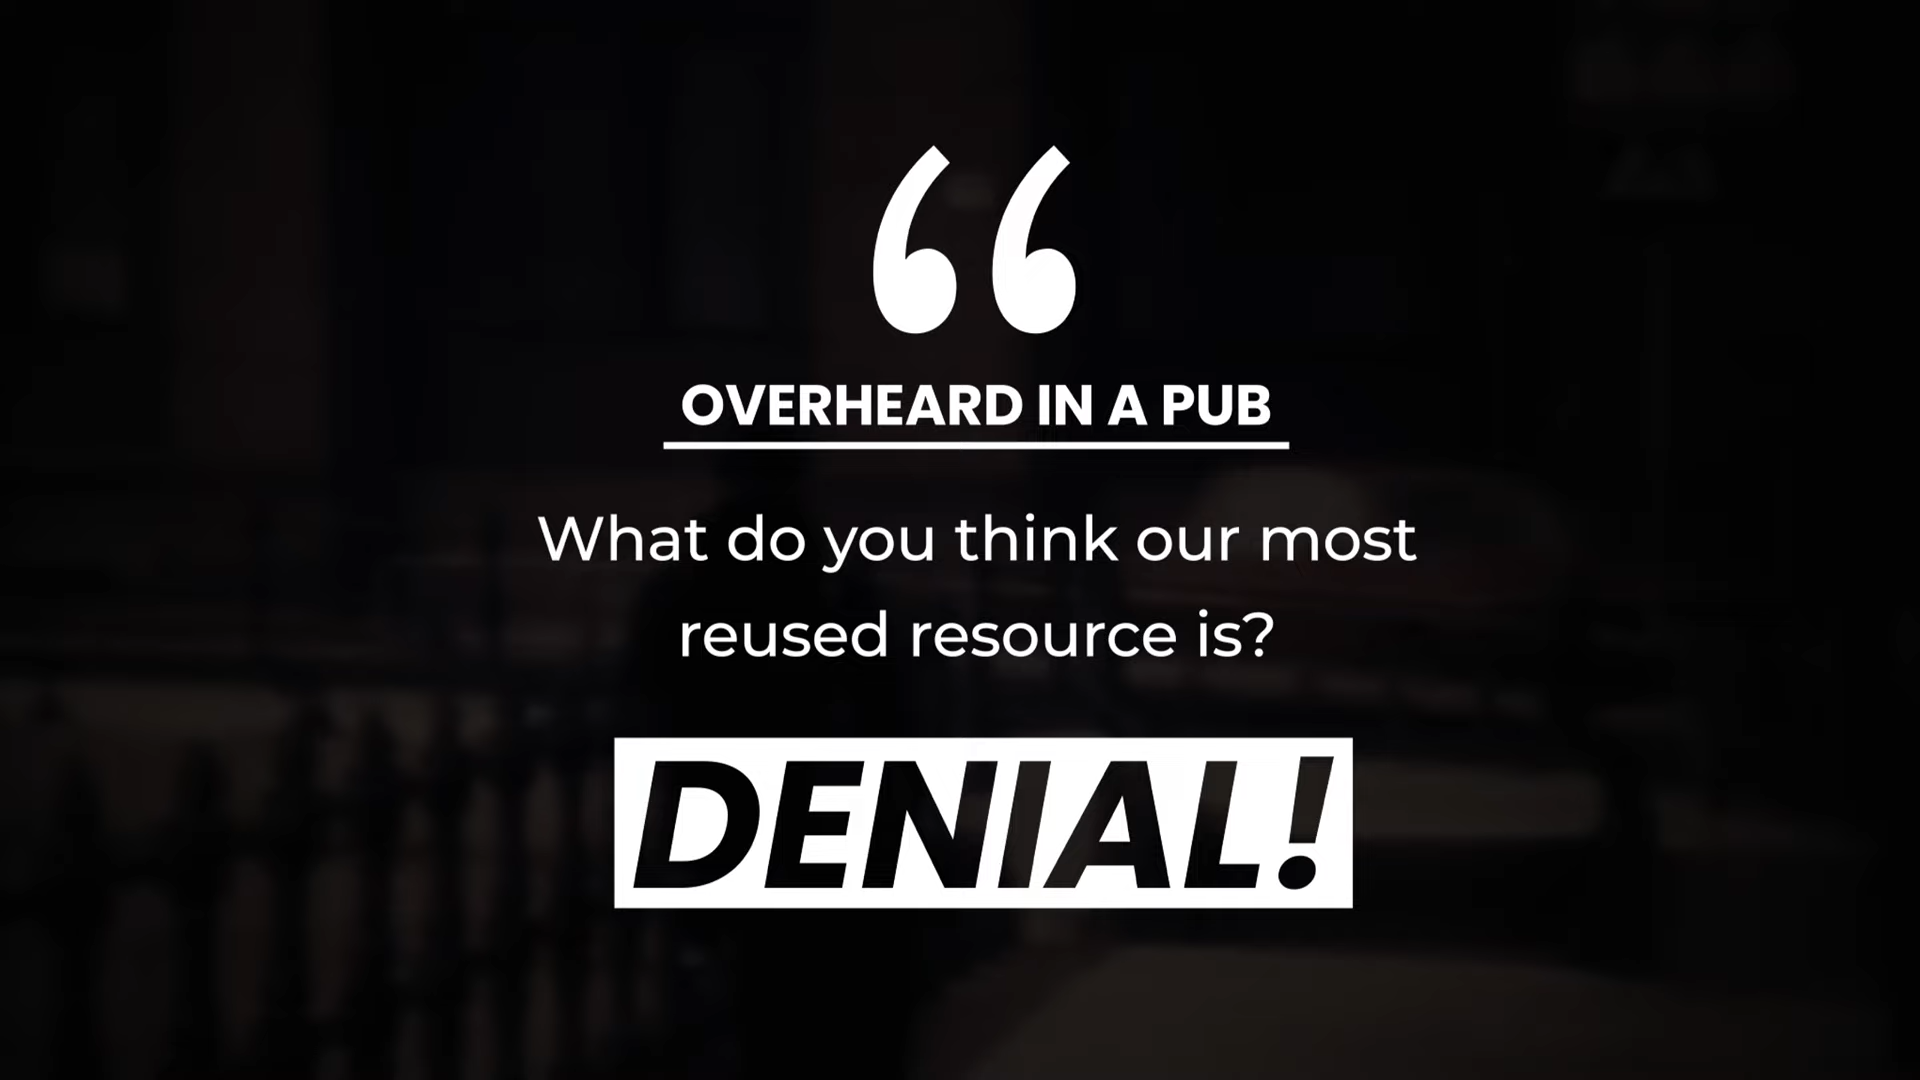 “
OVERHEARD IN A PUB
What do you think our most
reused resource is?
DENIAL!